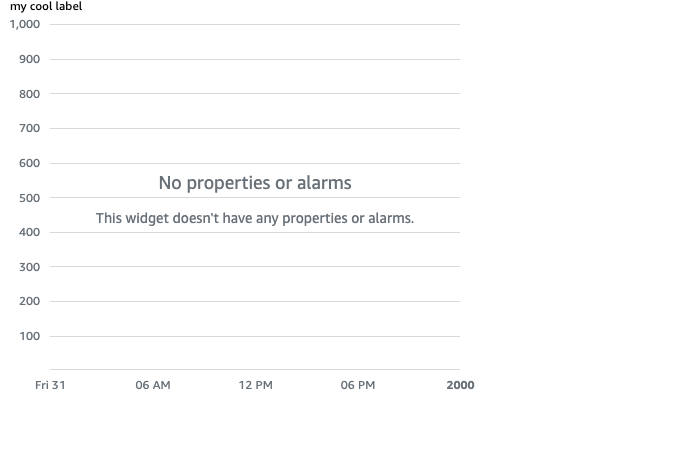 my cool label
1,000
900
800
700
600
No properties or alarms
500
This widget doesn't have any properties or alarms.
400
300
200
100
Fri 31 06 AM 12 PM 06 PM 2000